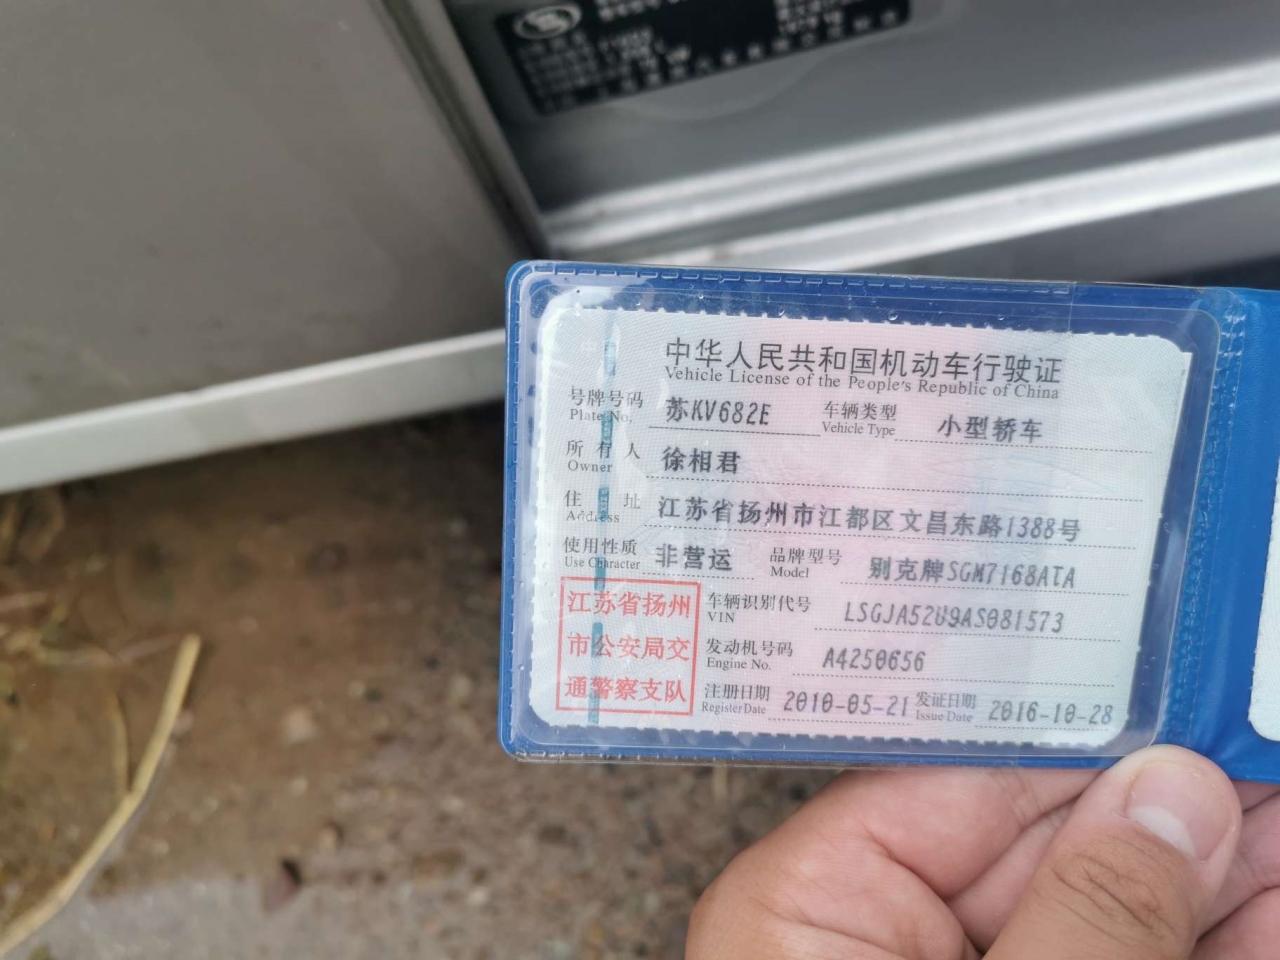 中华人民共和国机动车行驶证
Vehicle License of the People's Republic of China
号牌号码 苏KV682E 车辆类型 小型轿车
Plate No. Vehicle Type
所有人 徐相君
Owner
住址 江苏省扬州市江都区文昌东路1388号
Address
使用性质 非营运 品牌型号 别克牌SGM7168ATA
Use Character Model
江苏省扬州
市公安局交
通警察支队
车辆识别代号 LSGJA52U9AS081573
VIN
发动机号码 A4250656
Engine No.
注册日期 2010-05-21 发证日期 2016-10-28
Register Date Issue Date